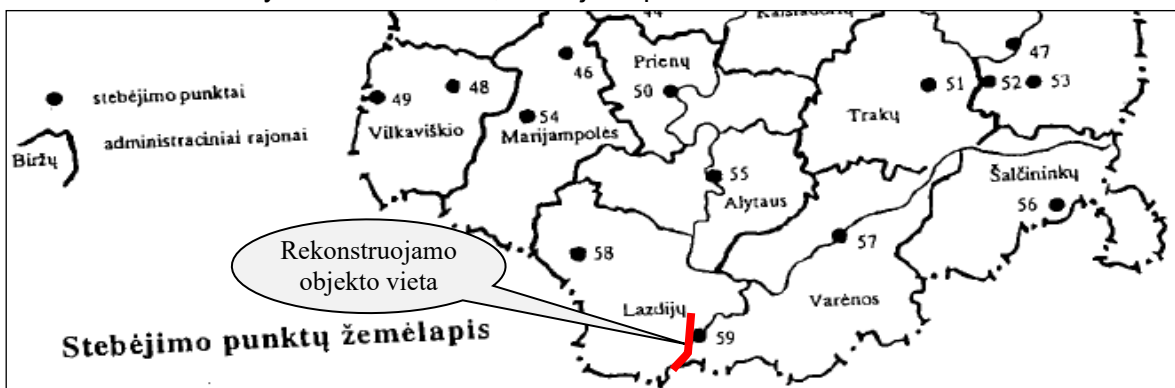 47
Prienų
46
50
48
49
51
52
53
stebėjimo punktai
54
Trakų
Vilkaviškio
Marijampolės
administraciniai rajonai
Biržų
Šalčininkų
55
Alytaus
56
57
58
Rekonstruojamo
objekto vieta
Lazdijų
Varėnos
59
Stebėjimo punktų žemėlapis